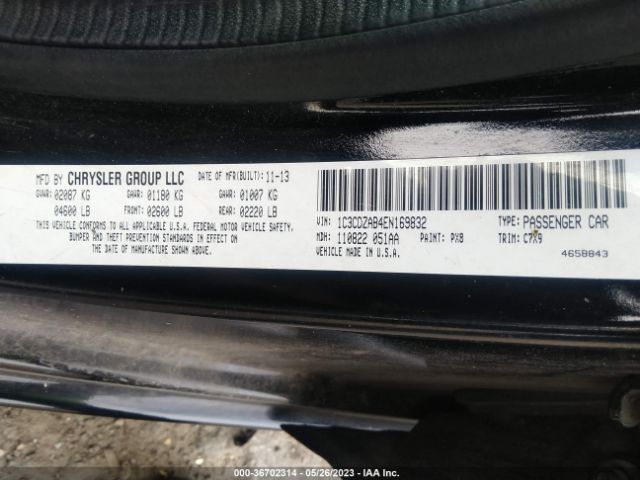 MFD BY CHRYSLER GROUP LLC DATE OF MFR(BUILT): 11-13
GVWR: 02087 KG GAWR: 01180 KG GAWR: 01007 KG
04600 LB FRONT: 02600 LB REAR: 02220 LB
THIS VEHICLE CONFORMS TO ALL APPLICABLE U.S.A. FEDERAL MOTOR VEHICLE SAFETY,
BUMPER AND THEFT PREVENTION STANDARDS IN EFFECT ON
THE DATE OF MANUFACTURE SHOWN ABOVE.
VIN: 1C3CDZAB4EN169832 TYPE: PASSENGER CAR
MDH: 110822 051AA PAINT: PX8 TRIM: C7X9
VEHICLE MADE IN U.S.A. 4658843
000-36702314 - 05/26/2023 - IAA Inc.